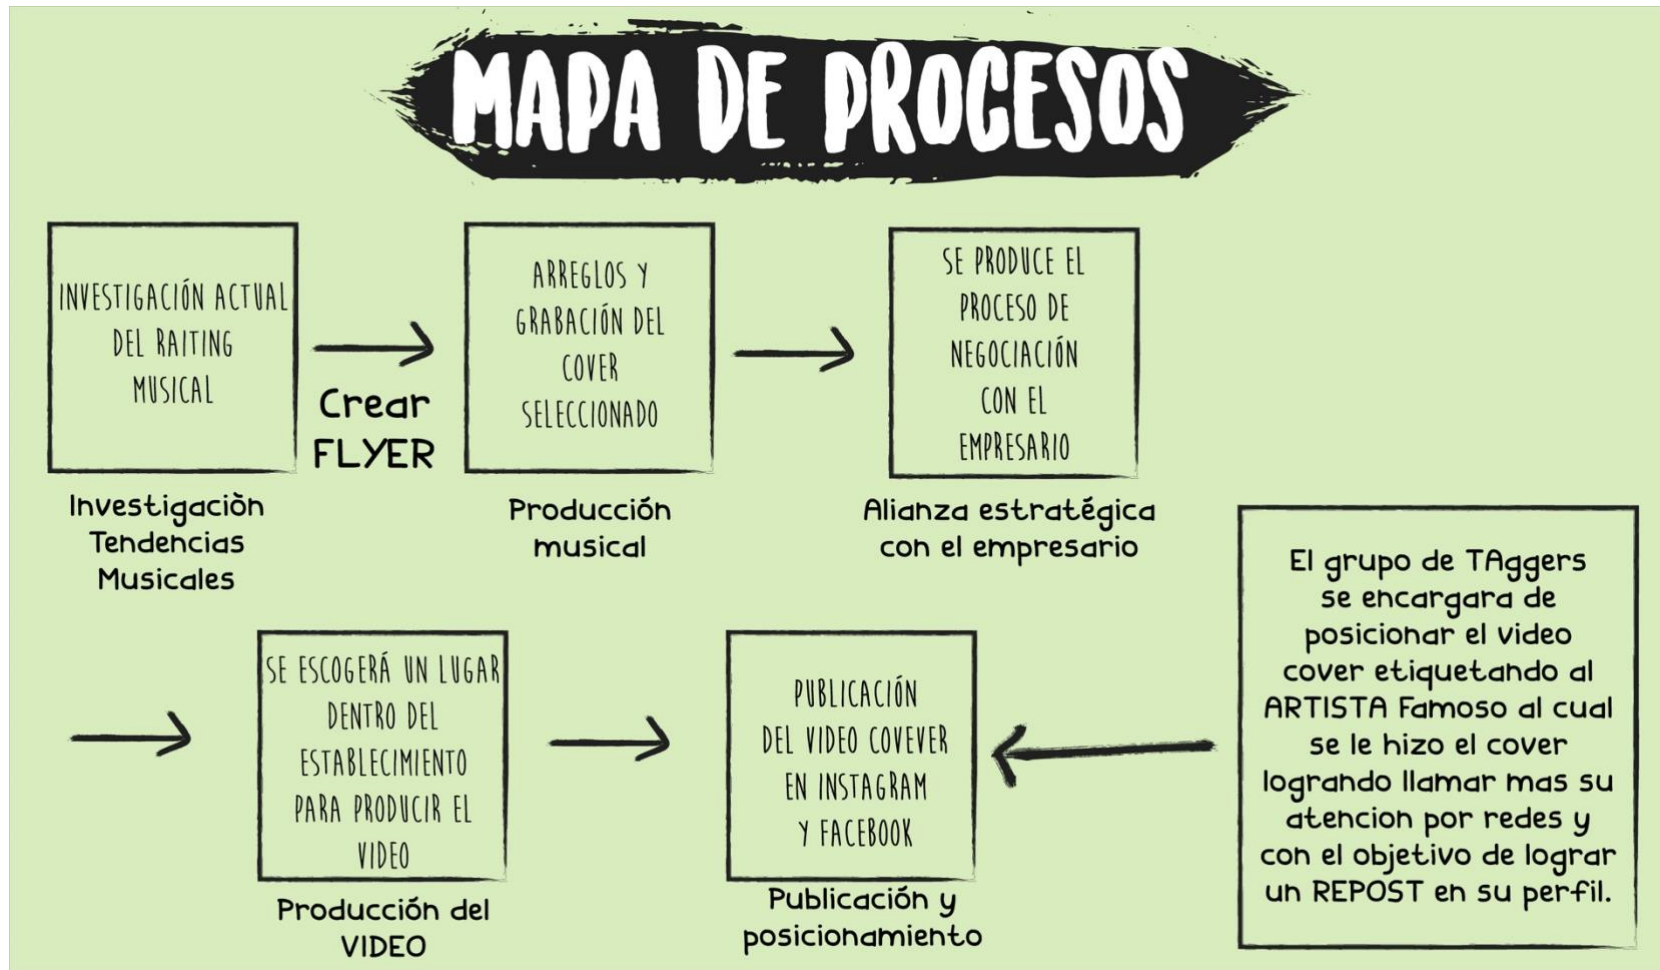 MAPA DE PROCESOS
INVESTIGACIÓN ACTUAL
DEL RAITING
MUSICAL
Investigaciòn
Tendencias
Musicales
Crear
FLYER
ARREGLOS Y
GRABACIÓN DEL
COVER
SELECCIONADO
Producción
musical
SE PRODUCE EL
PROCESO DE
NEGOCIACIÓN
CON EL
EMPRESARIO
Alianza estratégica
con el empresario
SE ESCOGERÁ UN LUGAR
DENTRO DEL
ESTABLECIMIENTO
PARA PRODUCIR EL
VIDEO
Producción del
VIDEO
PUBLICACIÓN
DEL VIDEO COVEVER
EN INSTAGRAM
Y FACEBOOK
Publicación y
posicionamiento
El grupo de TAggers
se encargara de
posicionar el video
cover etiquetando al
ARTISTA Famoso al cual
se le hizo el cover
logrando llamar mas su
atencion por redes y
con el objetivo de lograr
un REPOST en su perfil.